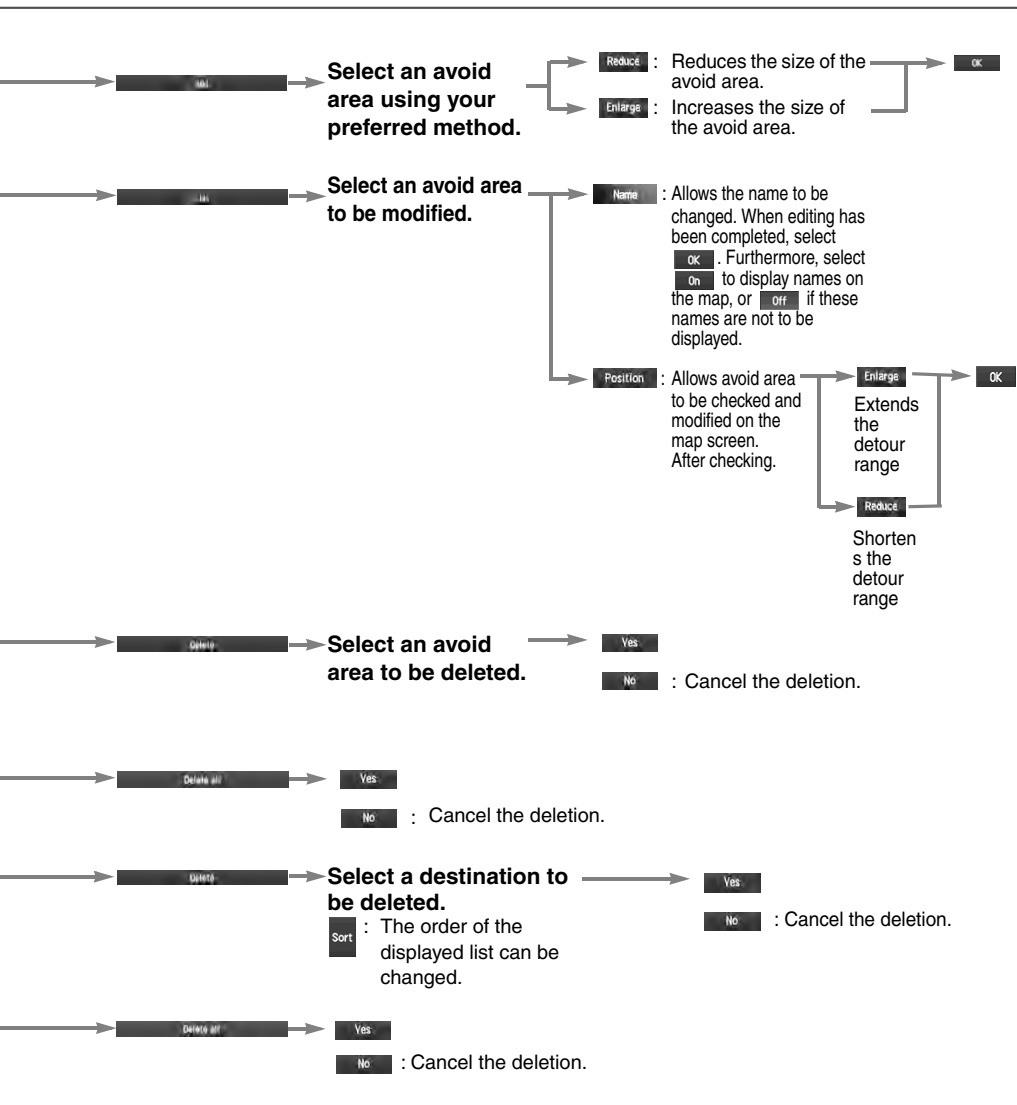 Select an avoid
area using your
preferred method.
Reduce : Reduces the size of the
avoid area.
Enlarge : Increases the size of
the avoid area.
OK
Select an avoid area
to be modified.
Name : Allows the name to be
changed. When editing has
been completed, select
OK . Furthermore, select
On to display names on
the map, or Off if these
names are not to be
displayed.
Position : Allows avoid area
to be checked and
modified on the
map screen.
After checking.
Enlarge
Extends
the
detour
range
OK
Reduce
Shorten
s the
detour
range
Delete
Select an avoid
area to be deleted.
Yes
No : Cancel the deletion.
Delete all
Yes
No : Cancel the deletion.
Delete
Select a destination to
be deleted.
Sort : The order of the
displayed list can be
changed.
Yes
No : Cancel the deletion.
Delete all
Yes
No : Cancel the deletion.